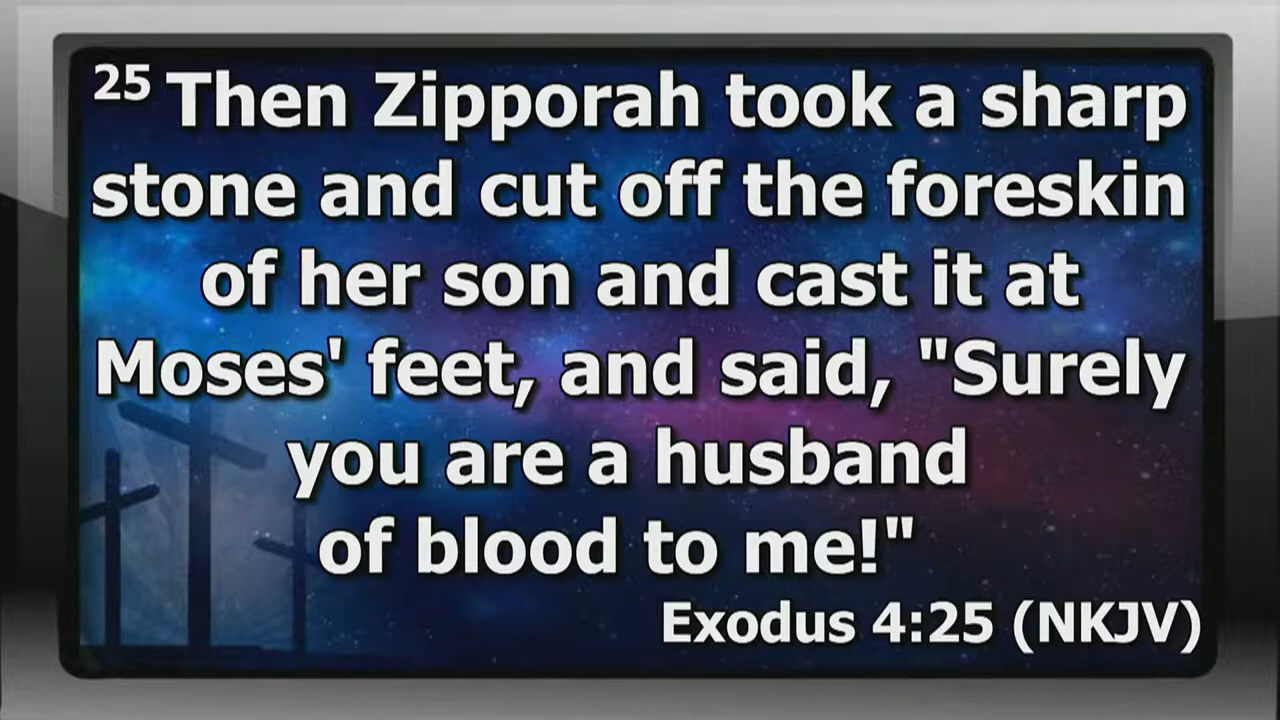 25 Then Zipporah took a sharp
stone and cut off the foreskin
of her son and cast it at
Moses' feet, and said, "Surely
you are a husband
of blood to me!"
Exodus 4:25 (NKJV)